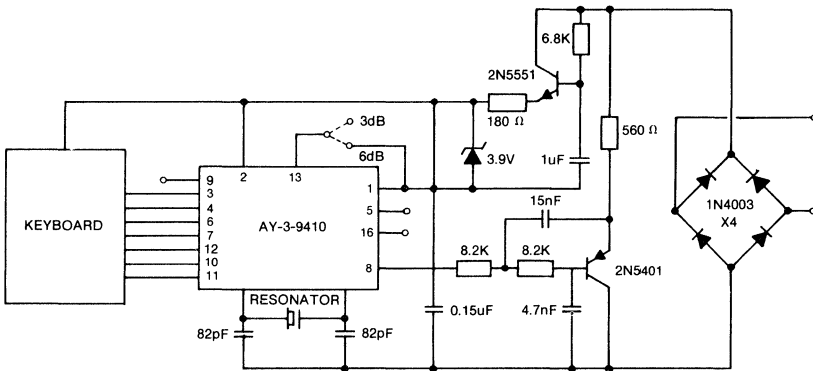 6.8K
2N5551
180 Ω
560 Ω
3dB
6dB
3.9V
1uF
KEYBOARD
9
3
4
6
7
12
10
11
2
13
1
5
16
8
AY-3-9410
15nF
8.2K
8.2K
2N5401
1N4003
X4
RESONATOR
82pF
82pF
0.15uF
4.7nF